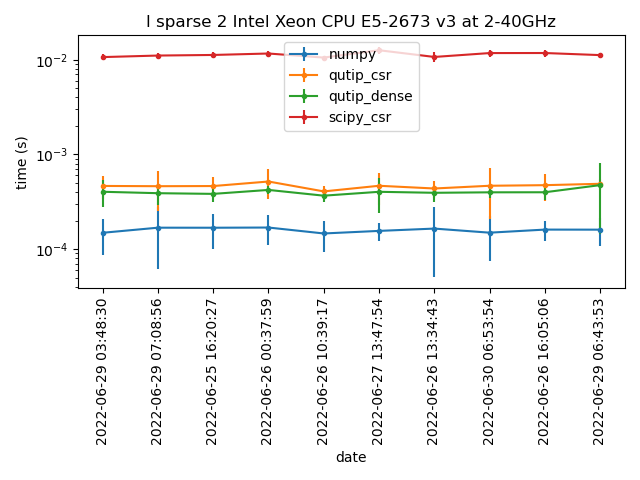 I sparse 2 Intel Xeon CPU E5-2673 v3 at 2-40GHz
time (s)
10⁻²
10⁻³
10⁻⁴
numpy
qutip_csr
qutip_dense
scipy_csr
2022-06-29 03:48:30
2022-06-29 07:08:56
2022-06-25 16:20:27
2022-06-26 00:37:59
2022-06-26 10:39:17
2022-06-27 13:47:54
2022-06-26 13:34:43
2022-06-30 06:53:54
2022-06-26 16:05:06
2022-06-29 06:43:53
date